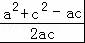 a² + c² - ac
2ac